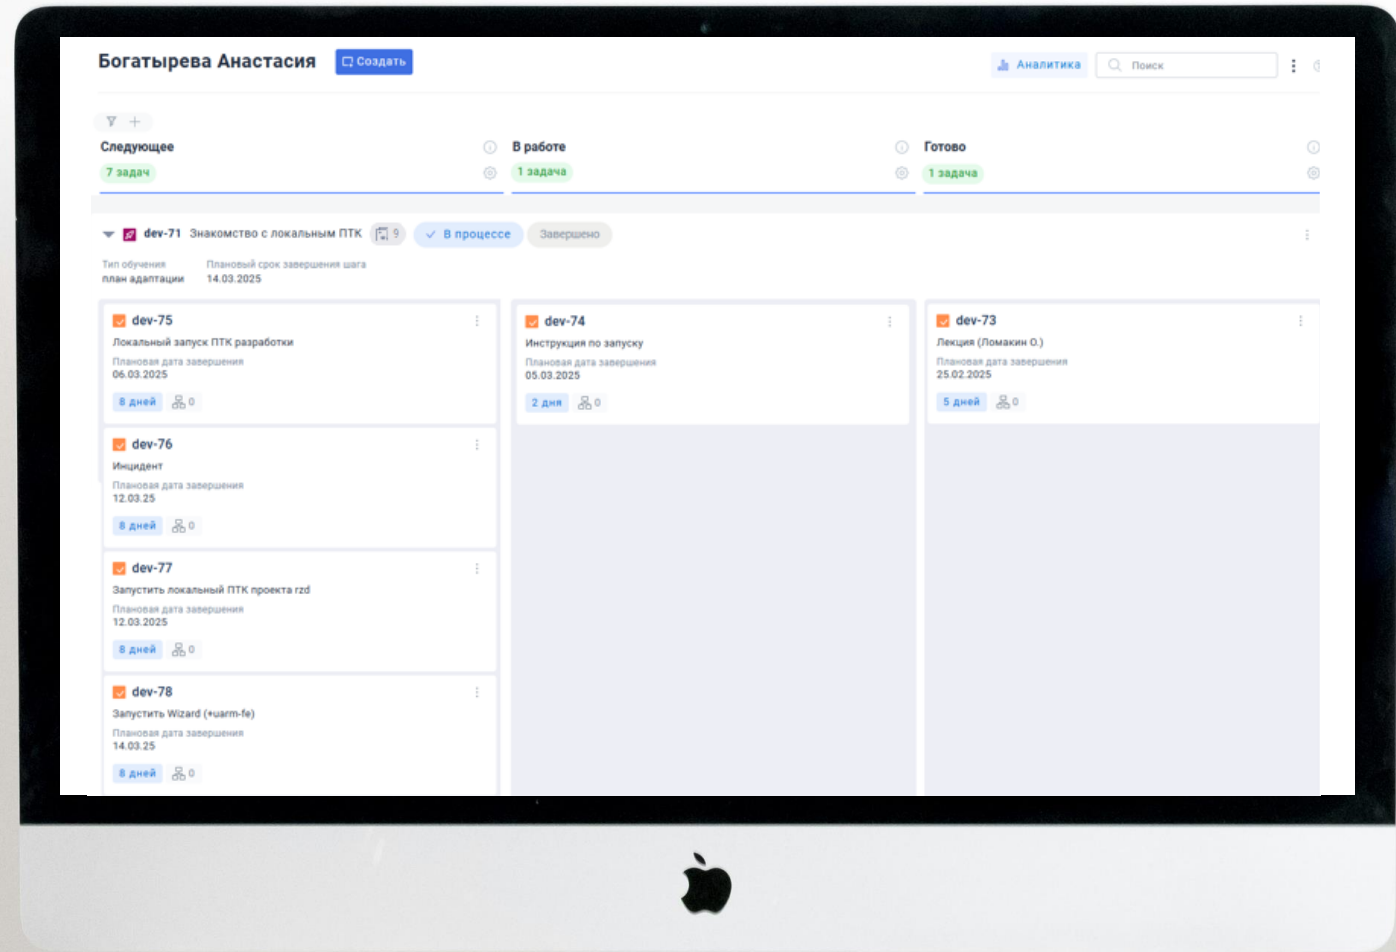 Богатырева Анастасия
Создать
Аналитика
Поиск
Следующее
7 задач
В работе
1 задача
Готово
1 задача
dev-71 Знакомство с локальным ПТК 9 В процессе Завершено
Тип обучения
план адаптации
Плановый срок завершения шага
14.03.2025
dev-75
Локальный запуск ПТК разработки
Плановая дата завершения
06.03.2025
8 дней 0
dev-76
Инцидент
Плановая дата завершения
12.03.25
8 дней 0
dev-77
Запустить локальный ПТК проекта rzd
Плановая дата завершения
12.03.2025
8 дней 0
dev-78
Запустить Wizard (+uarm-fe)
Плановая дата завершения
14.03.25
8 дней 0
dev-74
Инструкция по запуску
Плановая дата завершения
05.03.2025
2 дня 0
dev-73
Лекция (Ломакин О.)
Плановая дата завершения
25.02.2025
5 дней 0